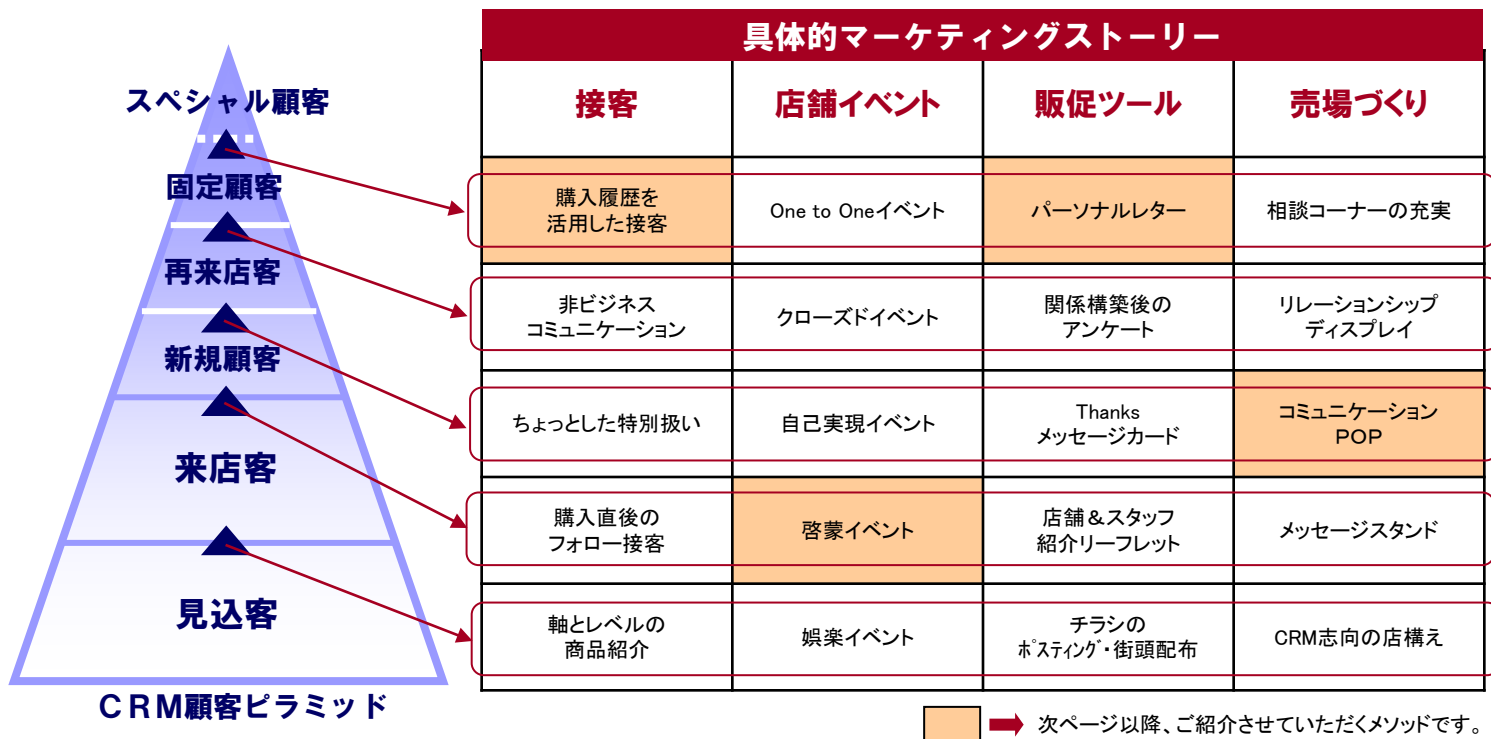 具体的マーケティングストーリー
接客
店舗イベント
販促ツール
売場づくり
スペシャル顧客
固定顧客
再来店客
新規顧客
来店客
見込客
CRM顧客ピラミッド
購入履歴を
活用した接客
One to Oneイベント
パーソナルレター
相談コーナーの充実
非ビジネス
コミュニケーション
クローズドイベント
関係構築後の
アンケート
リレーションシップ
ディスプレイ
ちょっとした特別扱い
自己実現イベント
Thanks
メッセージカード
コミュニケーション
POP
購入直後の
フォロー接客
啓蒙イベント
店舗&スタッフ
紹介リーフレット
メッセージスタンド
軸とレベルの
商品紹介
娯楽イベント
チラシの
ポスティング・街頭配布
CRM志向の店構え
次ページ以降、ご紹介させていただくメソッドです。